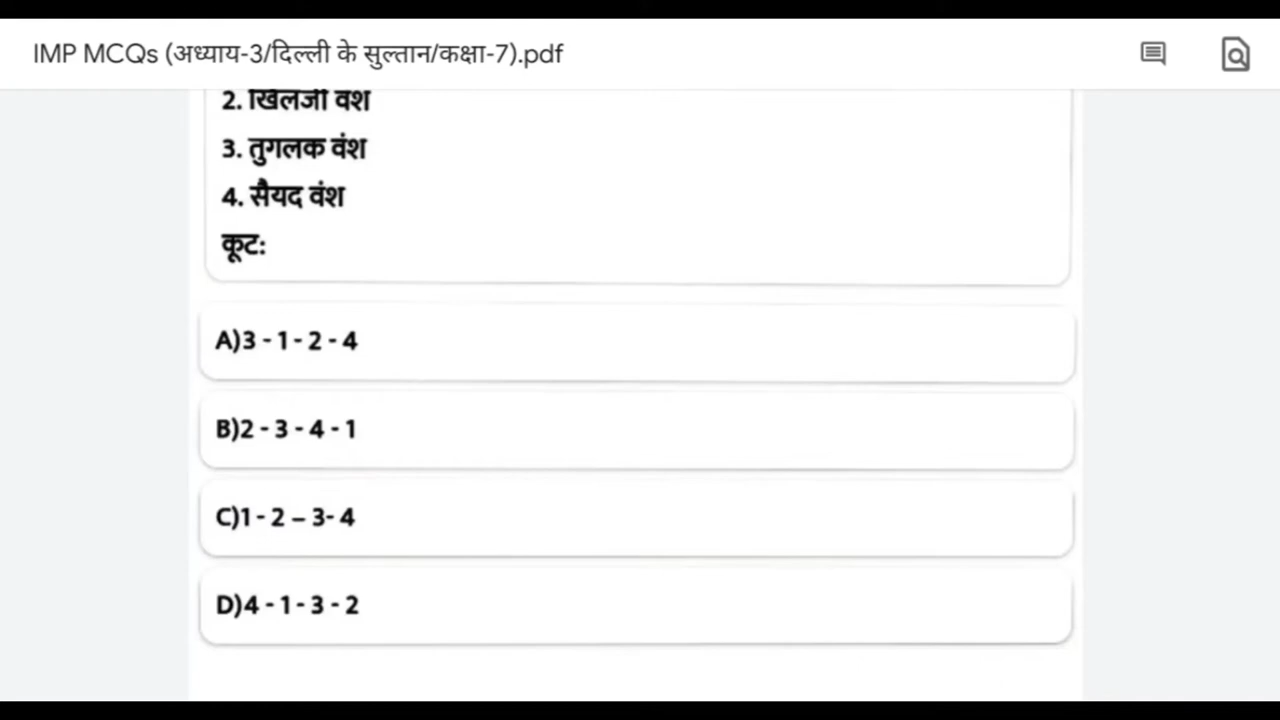 IMP MCQs (अध्याय-3/दिल्ली के सुल्तान/कक्षा-7).pdf
2. खिलजी वंश
3. तुगलक वंश
4. सैयद वंश
कूटः
A)3 - 1 - 2 - 4
B)2 - 3 - 4 - 1
C)1 - 2 – 3- 4
D)4 - 1 - 3 - 2